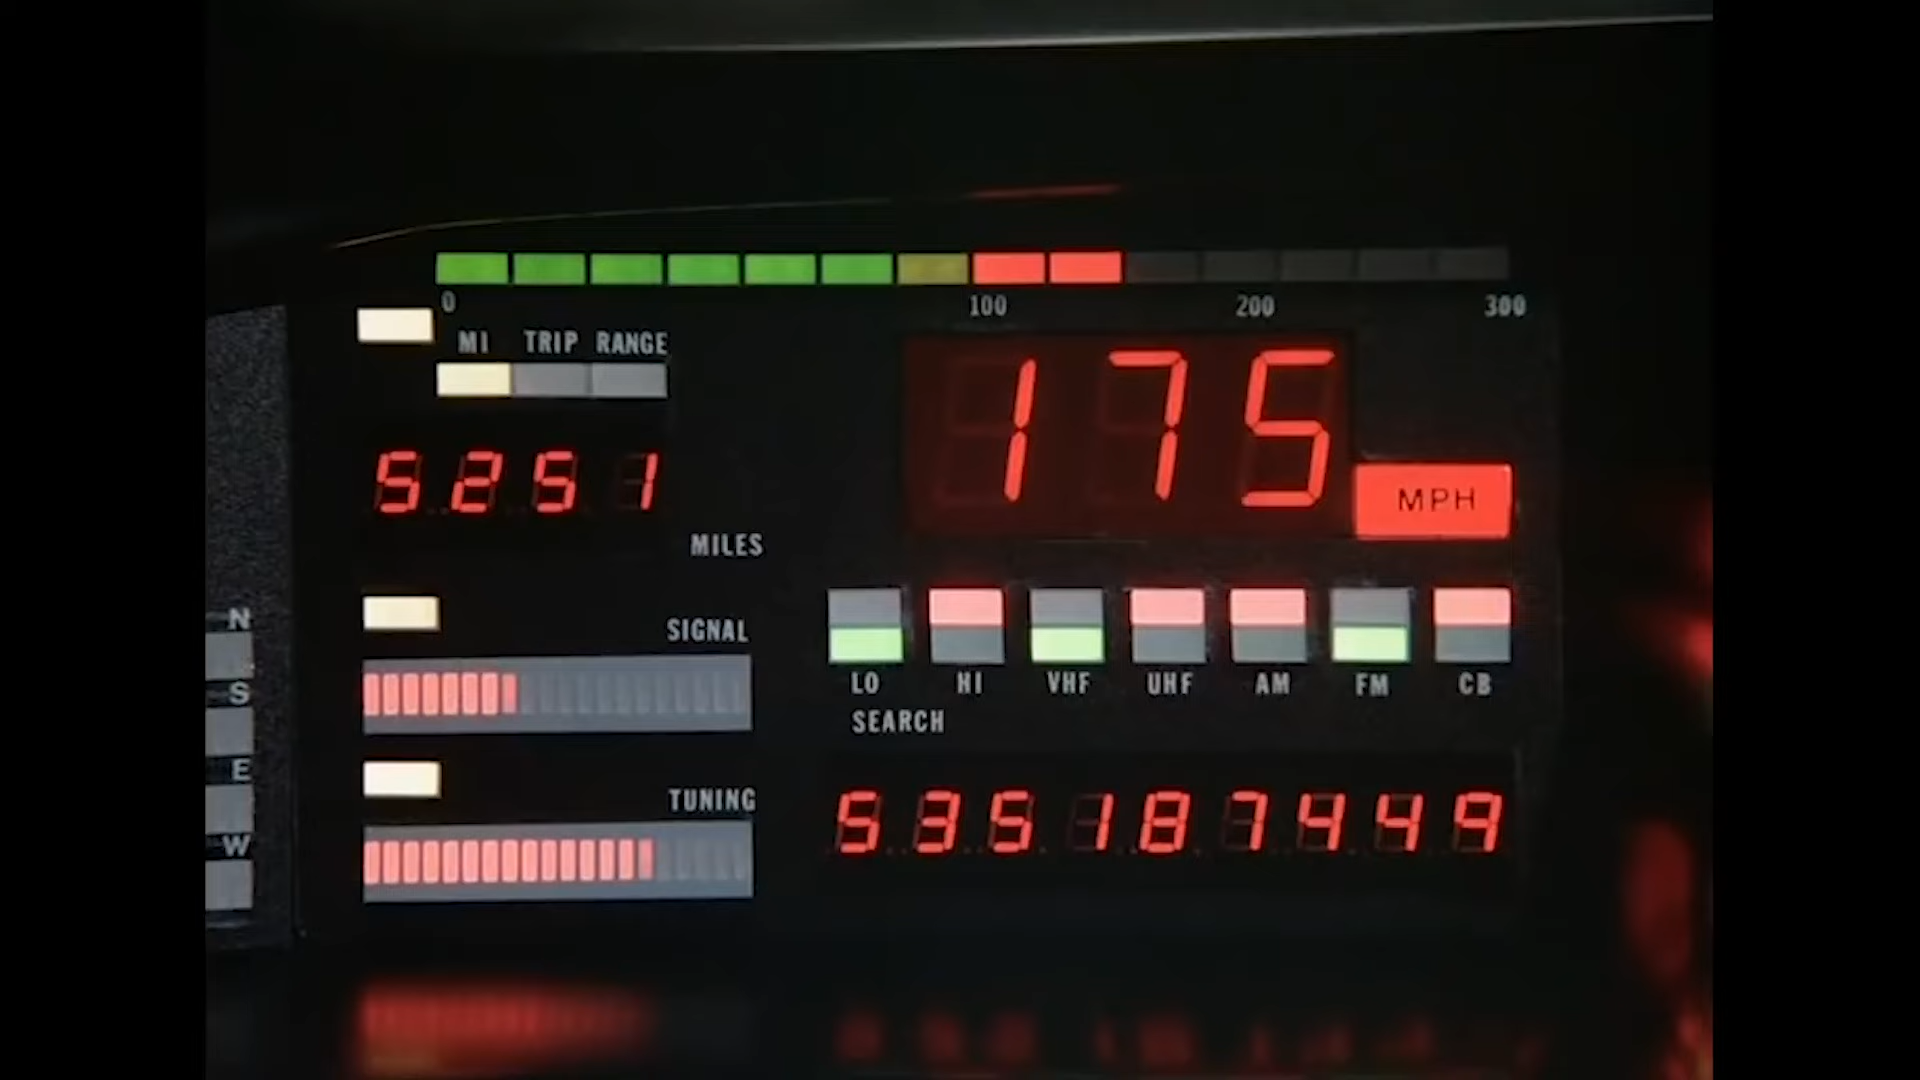 0 100 200 300
MI TRIP RANGE
175
5251
MPH
MILES
N
SIGNAL
S
LO HI VHF UHF AM FM CB
SEARCH
E
TUNING
535187449
W